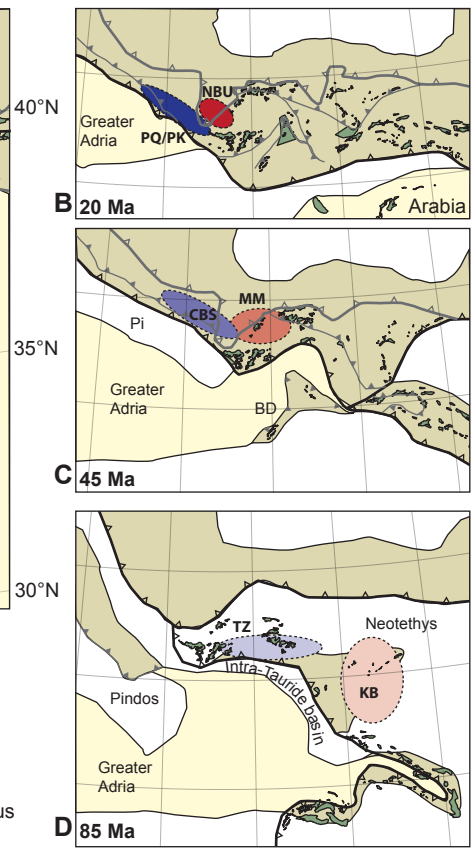 40°N
NBU
Greater
Adria
PQ/PK
B 20 Ma
Arabia
MM
CBS
Pi
35°N
Greater
Adria
BD
C 45 Ma
30°N
TZ
Neotethys
KB
Intra-Tauride basin
Pindos
Greater
Adria
us
D 85 Ma